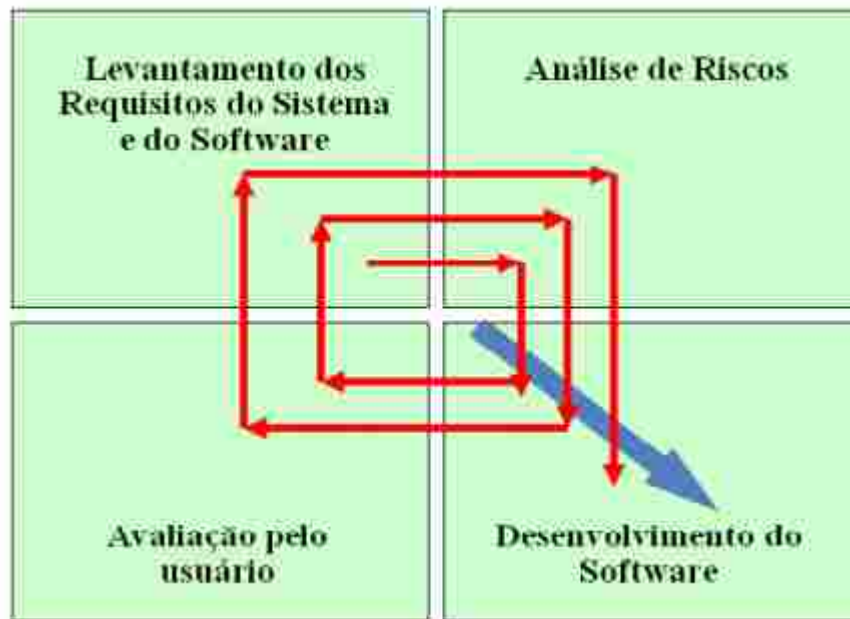 Levantamento dos
Requisitos do Sistema
e do Software
Análise de Riscos
Avaliação pelo
usuário
Desenvolvimento do
Software